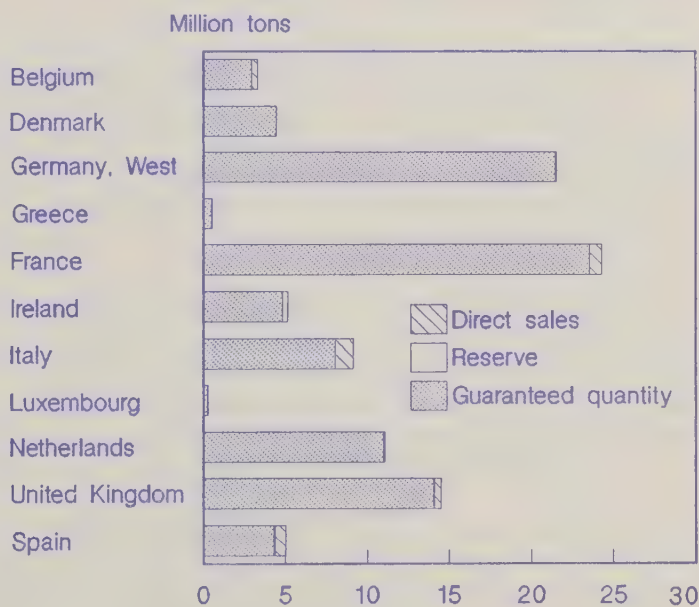 Million tons
Belgium
Denmark
Germany, West
Greece
France
Ireland
Italy
Luxembourg
Netherlands
United Kingdom
Spain
Direct sales
Reserve
Guaranteed quantity
0 5 10 15 20 25 30